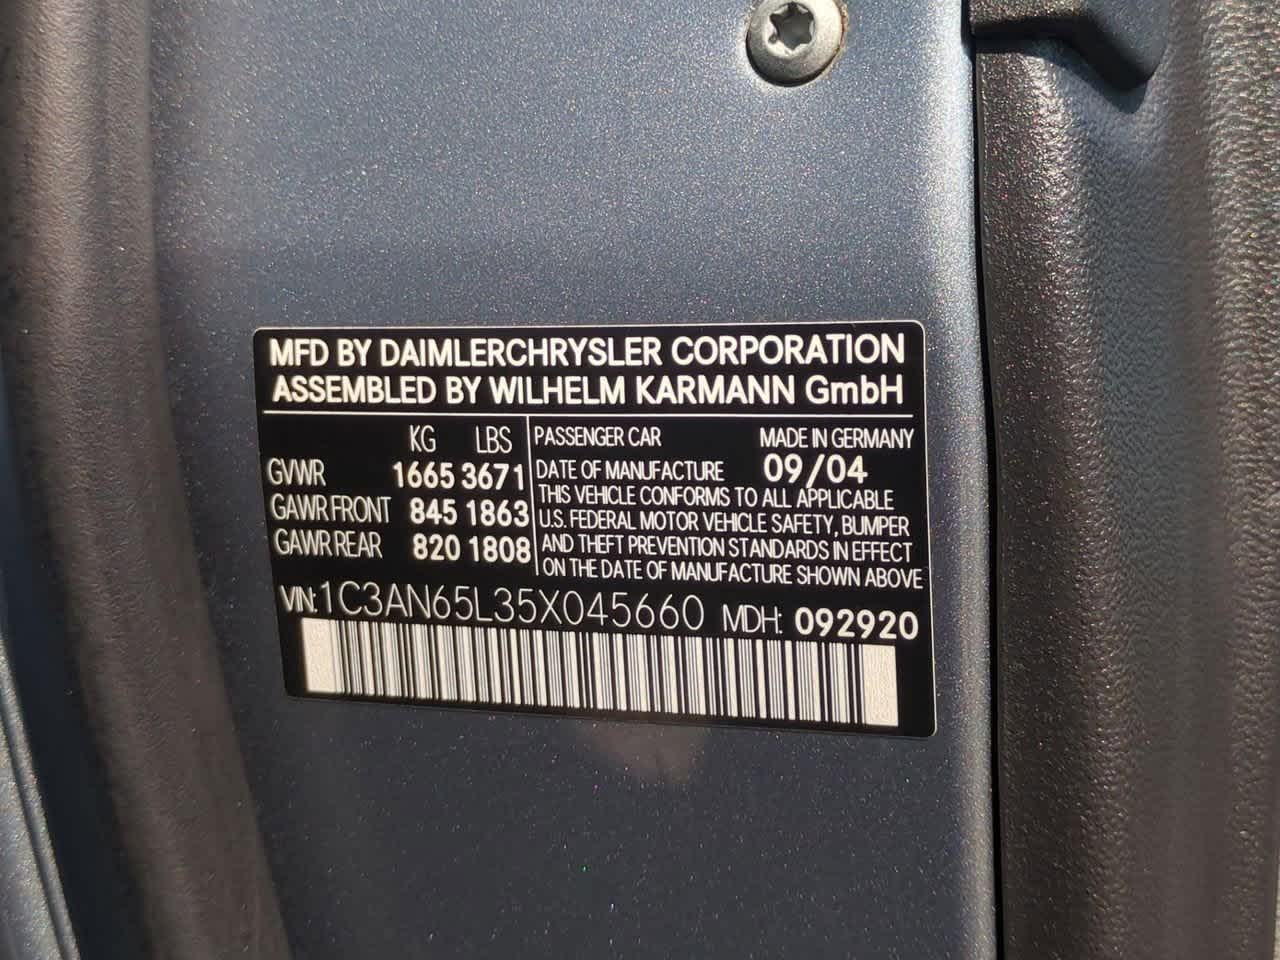 MFD BY DAIMLERCHRYSLER CORPORATION
ASSEMBLED BY WILHELM KARMANN GmbH
KG LBS
GVWR 1665 3671
GAWR FRONT 845 1863
GAWR REAR 820 1808
PASSENGER CAR MADE IN GERMANY
DATE OF MANUFACTURE 09/04
THIS VEHICLE CONFORMS TO ALL APPLICABLE
U.S. FEDERAL MOTOR VEHICLE SAFETY, BUMPER
AND THEFT PREVENTION STANDARDS IN EFFECT
ON THE DATE OF MANUFACTURE SHOWN ABOVE
VIN: 1C3AN65L35X045660 MDH: 092920